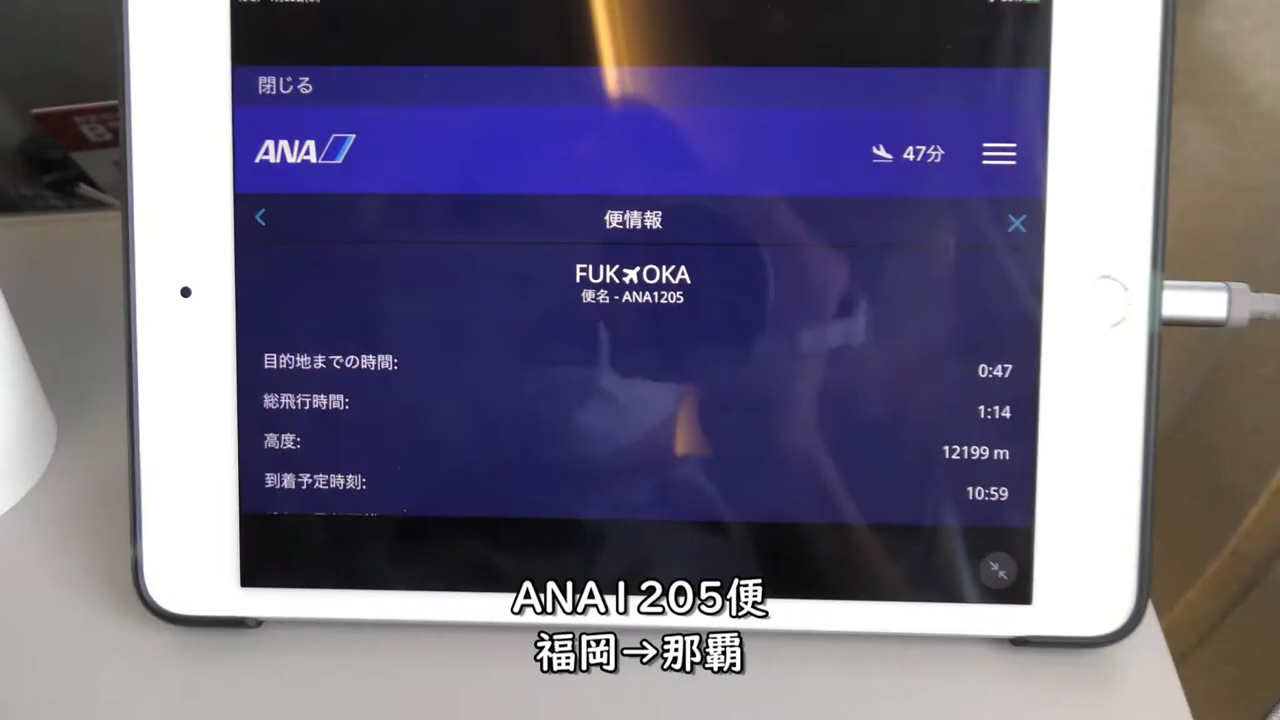 閉じる
ANA
47分
便情報
FUK✈OKA
便名 - ANA1205
目的地までの時間: 0:47
総飛行時間: 1:14
高度: 12199 m
到着予定時刻: 10:59
ANA1205便
福岡→那覇